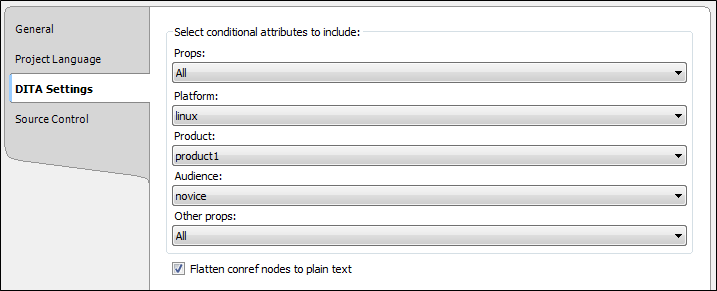 General
Project Language
DITA Settings
Source Control
Select conditional attributes to include:
Props:
All
Platform:
linux
Product:
product1
Audience:
novice
Other props:
All
Flatten conref nodes to plain text